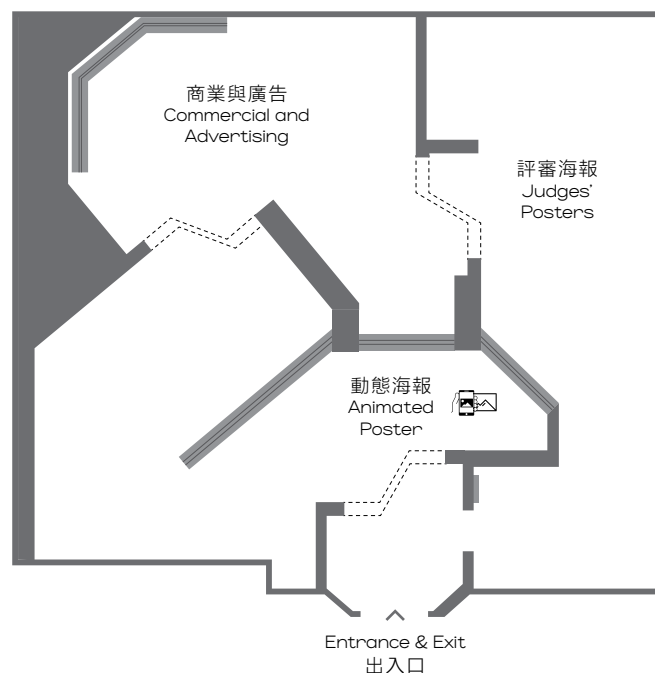 商業與廣告
Commercial and
Advertising
評審海報
Judges'
Posters
動態海報
Animated
Poster
Entrance & Exit
出入口